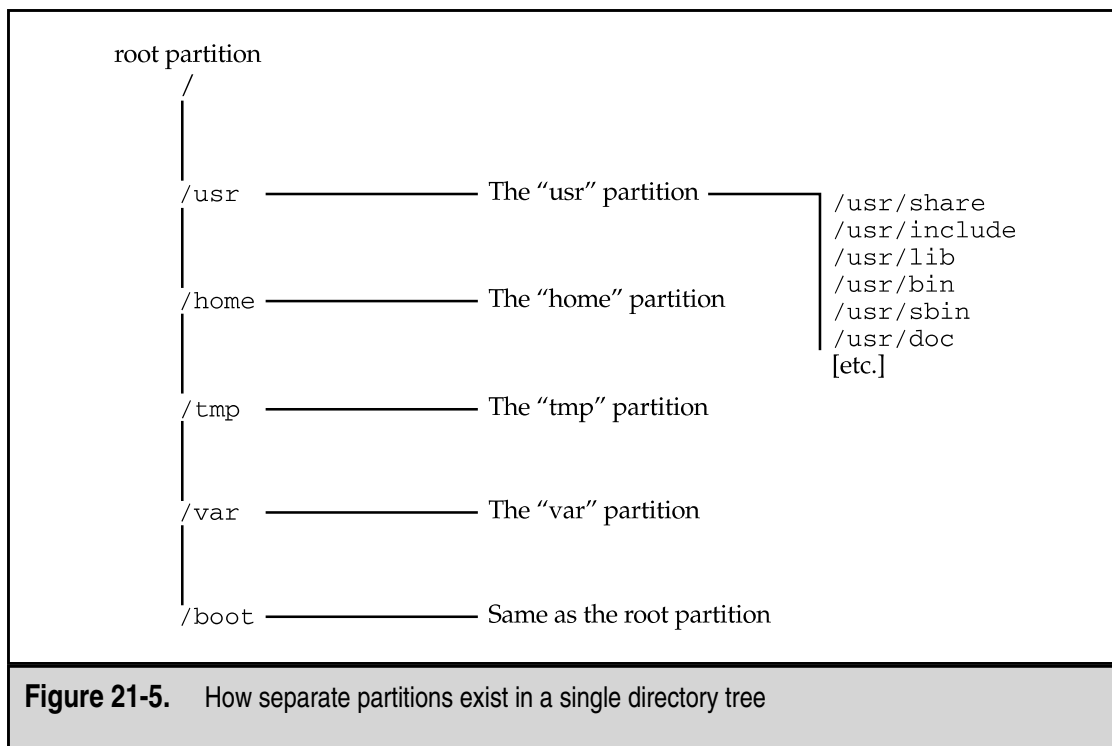 root partition
/
/usr The “usr” partition
/usr/share
/usr/include
/usr/lib
/usr/bin
/usr/sbin
/usr/doc
[etc.]
/home The “home” partition
/tmp The “tmp” partition
/var The “var” partition
/boot Same as the root partition
Figure 21-5. How separate partitions exist in a single directory tree